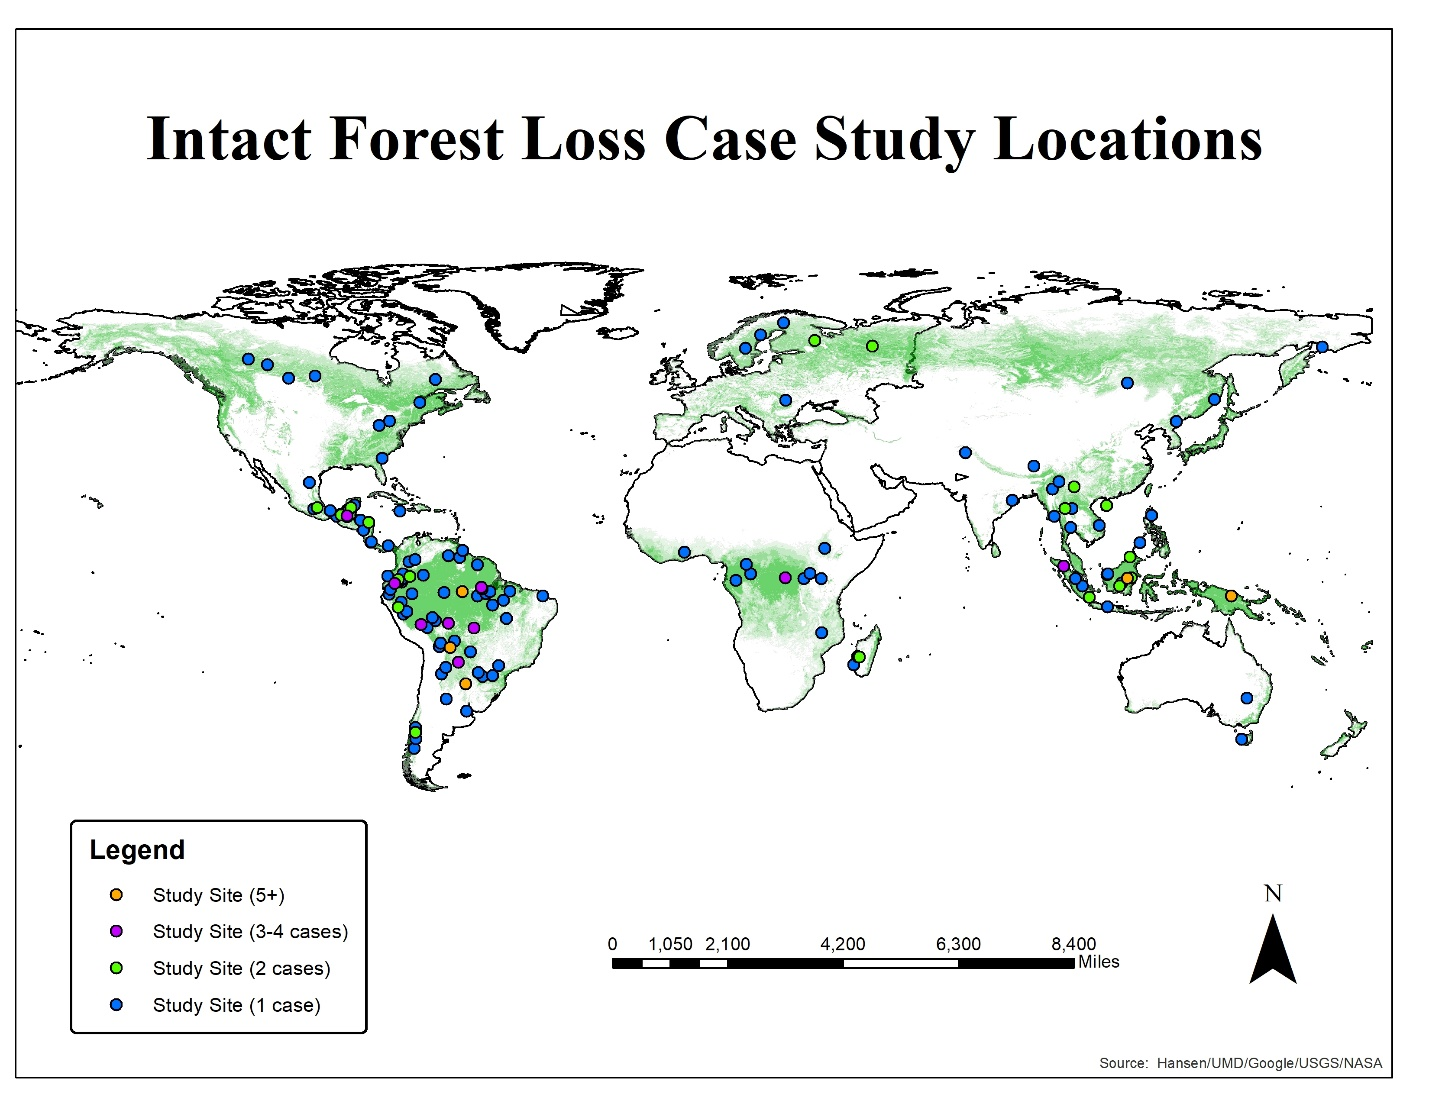 Intact Forest Loss Case Study Locations
Legend
Study Site (5+)
Study Site (3-4 cases)
Study Site (2 cases)
Study Site (1 case)
0 1,050 2,100 4,200 6,300 8,400
Miles
N
Source: Hansen/UMD/Google/USGS/NASA